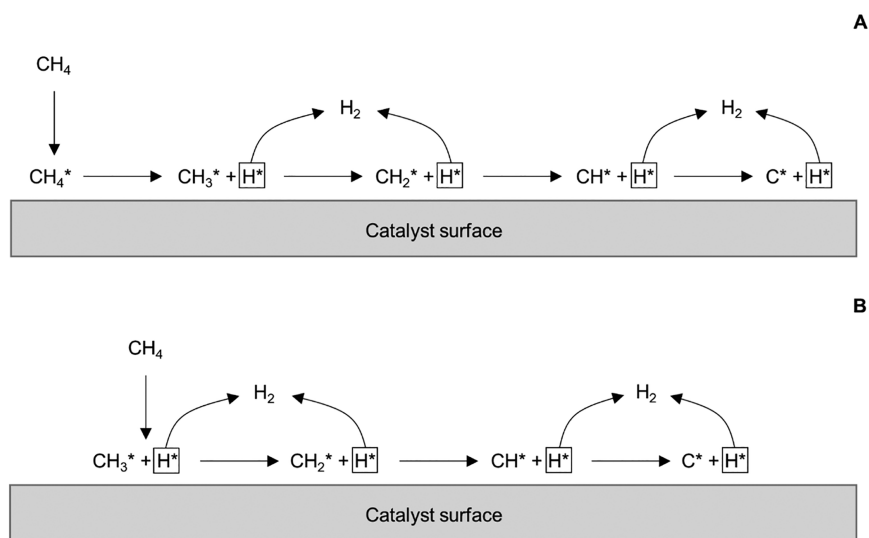 A
CH₄
H₂ H₂
CH₄* CH₃* + H* CH₂* + H* CH* + H* C* + H*
Catalyst surface
B
CH₄
H₂ H₂
CH₃* + H* CH₂* + H* CH* + H* C* + H*
Catalyst surface